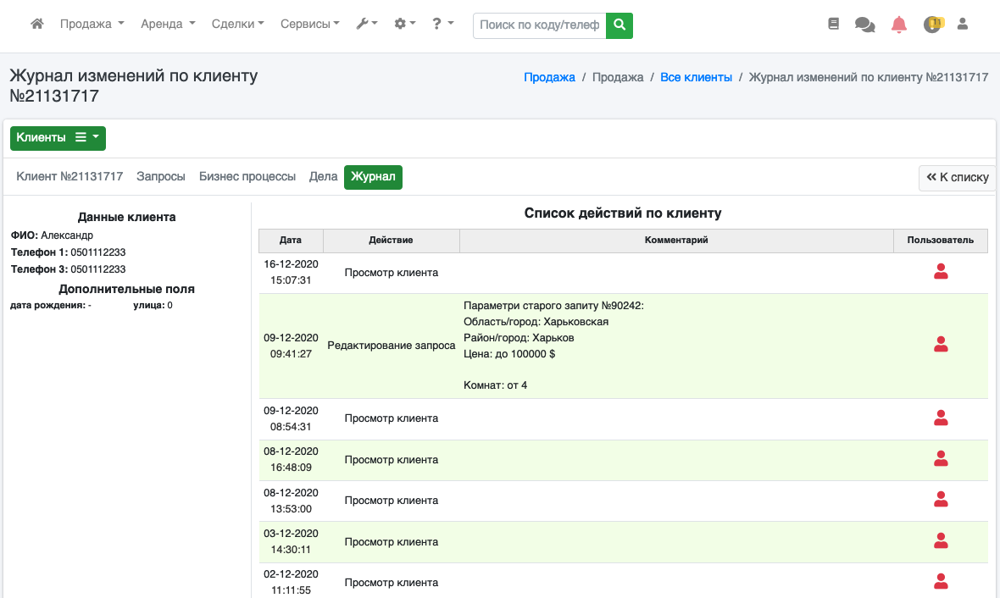 Продажа Аренда Сделки Сервисы ? Поиск по коду/телеф
Журнал изменений по клиенту
№21131717
Продажа / Продажа / Все клиенты / Журнал изменений по клиенту №21131717
Клиенты
Клиент №21131717 Запросы Бизнес процессы Дела Журнал
К списку
Данные клиента
ФИО: Александр
Телефон 1: 0501112233
Телефон 3: 0501112233
Дополнительные поля
дата рождения: - улица: 0
Список действий по клиенту
Дата Действие Комментарий Пользователь
16-12-2020
15:07:31
Просмотр клиента
09-12-2020
09:41:27
Редактирование запроса
Параметри старого запиту №90242:
Область/город: Харьковская
Район/город: Харьков
Цена: до 100000 $
Комнат: от 4
09-12-2020
08:54:31
Просмотр клиента
08-12-2020
16:48:09
Просмотр клиента
08-12-2020
13:53:00
Просмотр клиента
03-12-2020
14:30:11
Просмотр клиента
02-12-2020
11:11:55
Просмотр клиента